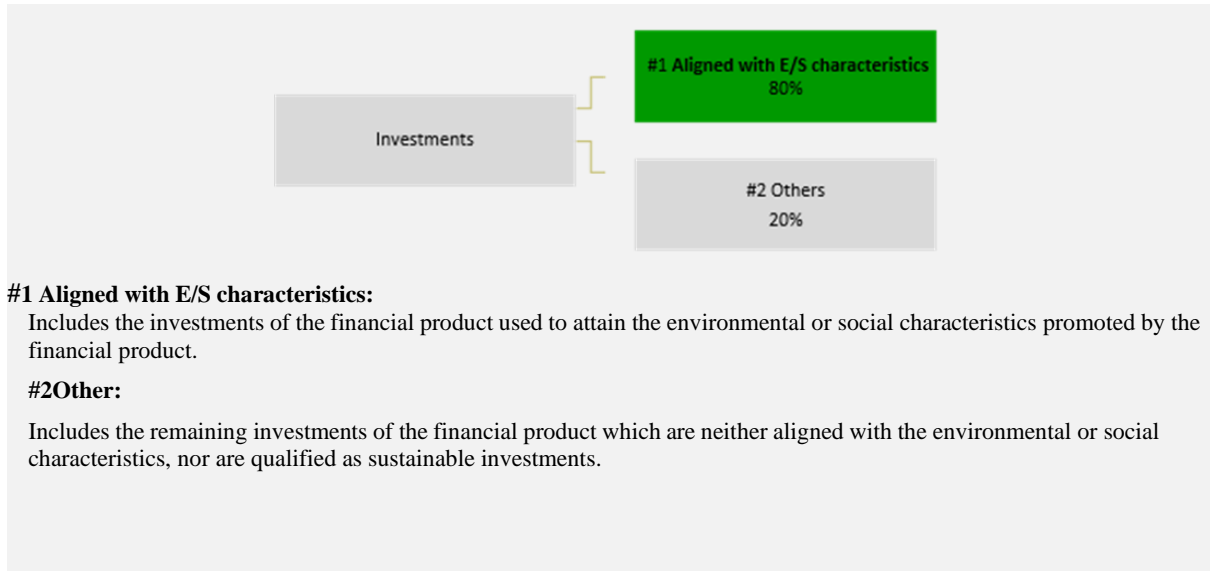 #1 Aligned with E/S characteristics
80%
Investments
#2 Others
20%
#1 Aligned with E/S characteristics:
Includes the investments of the financial product used to attain the environmental or social characteristics promoted by the
financial product.
#2Other:
Includes the remaining investments of the financial product which are neither aligned with the environmental or social
characteristics, nor are qualified as sustainable investments.